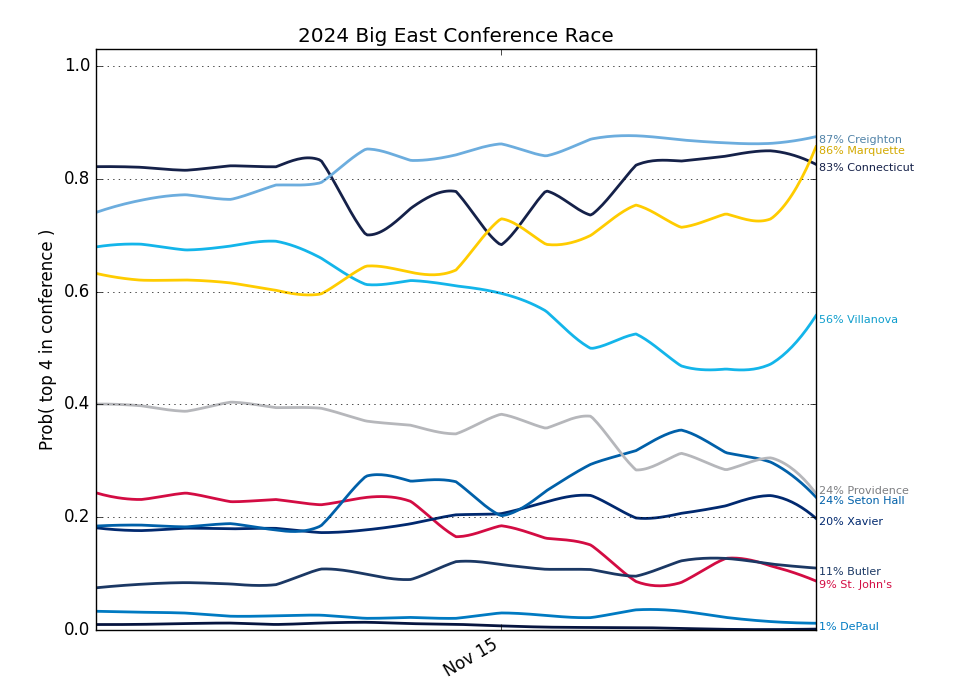 2024 Big East Conference Race
1.0
0.8
0.6
0.4
0.2
0.0
Prob( top 4 in conference )
Nov 15
87% Creighton
86% Marquette
83% Connecticut
56% Villanova
24% Providence
24% Seton Hall
20% Xavier
11% Butler
9% St. John's
1% DePaul